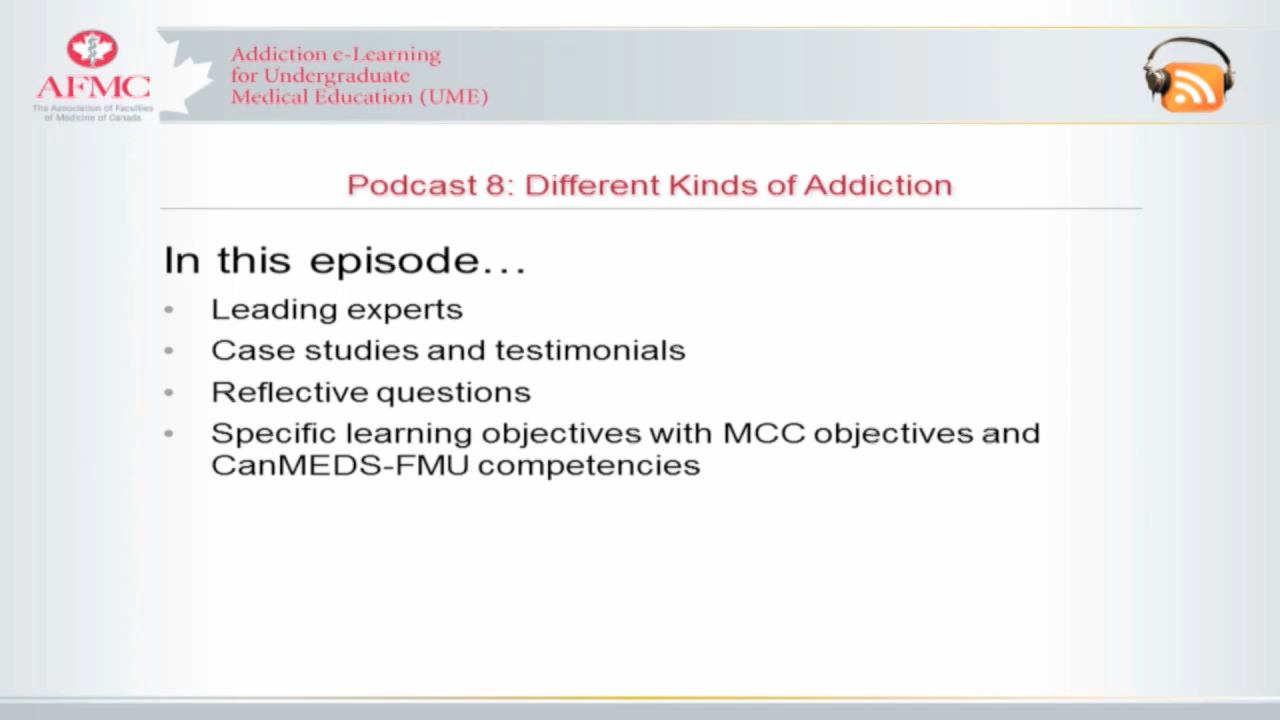 AFMC
The Association of Faculties
of Medicine of Canada
Addiction e-Learning
for Undergraduate
Medical Education (UME)
Podcast 8: Different Kinds of Addiction
In this episode…
• Leading experts
• Case studies and testimonials
• Reflective questions
• Specific learning objectives with MCC objectives and
CanMEDS-FMU competencies